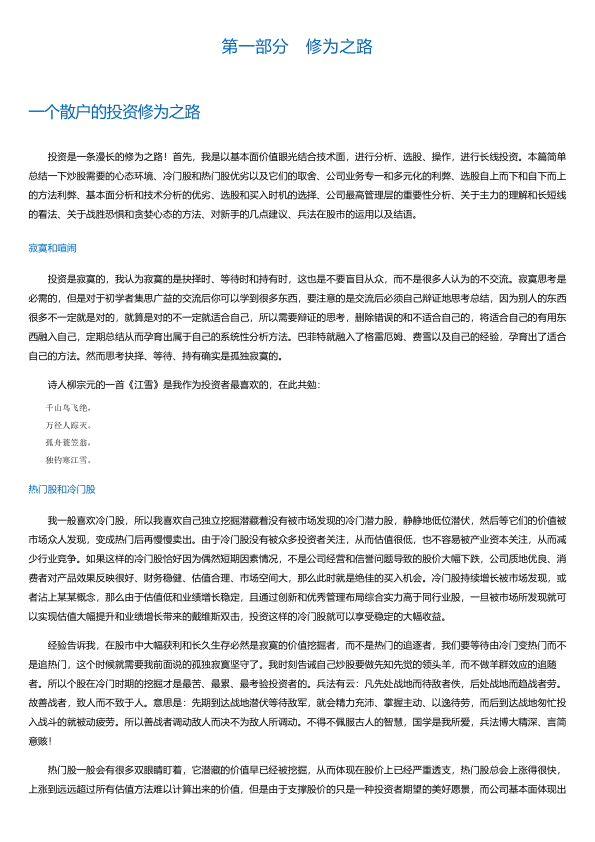 第一部分　修为之路
一个散户的投资修为之路
投资是一条漫长的修为之路！首先，我是以基本面价值眼光结合技术面，进行分析、选股、操作，进行长线投资。本篇简单
总结一下炒股需要的心态环境、冷门股和热门股优劣以及它们的取舍、公司业务专一和多元化的利弊、选股自上而下和自下而上
的方法利弊、基本面分析和技术分析的优劣、选股和买入时机的选择、公司最高管理层的重要性分析、关于主力的理解和长短线
的看法、关于战胜恐惧和贪婪心态的方法、对新手的几点建议、兵法在股市的运用以及结语。
寂寞和喧闹
投资是寂寞的，我认为寂寞的是抉择时、等待时和持有时，这也是不要盲目从众，而不是很多人认为的不交流。寂寞思考是
必需的，但是对于初学者集思广益的交流后你可以学到很多东西，要注意的是交流后必须自己辩证地思考总结，因为别人的东西
很多不一定就是对的，就算是对的不一定就适合自己，所以需要辩证的思考，删除错误的和不适合自己的，将适合自己的有用东
西融入自己，定期总结从而孕育出属于自己的系统性分析方法。巴菲特就融入了格雷厄姆、费雪以及自己的经验，孕育出了适合
自己的方法。然而思考抉择、等待、持有确实是孤独寂寞的。
诗人柳宗元的一首《江雪》是我作为投资者最喜欢的，在此共勉：
千山鸟飞绝，
万径人踪灭。
孤舟蓑笠翁，
独钓寒江雪。
热门股和冷门股
我一般喜欢冷门股，所以我喜欢自己独立挖掘潜藏着没有被市场发现的冷门潜力股，静静地低位潜伏，然后等它们的价值被
市场众人发现，变成热门后再慢慢卖出。由于冷门股没有被众多投资者关注，从而估值很低，也不容易被产业资本关注，从而减
少行业竞争。如果这样的冷门股恰好因为偶然短期因素情况，不是公司经营和信誉问题导致的股价大幅下跌，公司质地优良、消
费者对产品效果反映很好、财务稳健、估值合理、市场空间大，那么此时就是绝佳的买入机会。冷门股持续增长被市场发现，或
者沾上某某概念，那么由于估值低和业绩增长稳定，且通过创新和优秀管理布局综合实力高于同行业股，一旦被市场所发现就可
以实现估值大幅提升和业绩增长带来的戴维斯双击，投资这样的冷门股就可以享受稳定的大幅收益。
经验告诉我，在股市中大幅获利和长久生存必然是寂寞的价值挖掘者，而不是热门的追逐者，我们要等待由冷门变热门而不
是追热门，这个时候就需要我前面说的孤独寂寞坚守了。我时刻告诫自己炒股要做先知先觉的领头羊，而不做羊群效应的追随
者。所以个股在冷门时期的挖掘才是最苦、最累、最考验投资者的。兵法有云：凡先处战地而待敌者佚，后处战地而趋战者劳。
故善战者，致人而不致于人。意思是：先期到达战地潜伏等待敌军，就会精力充沛、掌握主动、以逸待劳，而后到达战地匆忙投
入战斗的就被动疲劳。所以善战者调动敌人而决不为敌人所调动。不得不佩服古人的智慧，国学是我所爱，兵法博大精深、言简
意赅！
热门股一般会有很多双眼睛盯着，它潜藏的价值早已经被挖掘，从而体现在股价上已经严重透支，热门股总会上涨得很快，
上涨到远远超过所有估值方法难以计算出来的价值，但是由于支撑股价的只是一种投资者期望的美好愿景，而公司基本面体现出